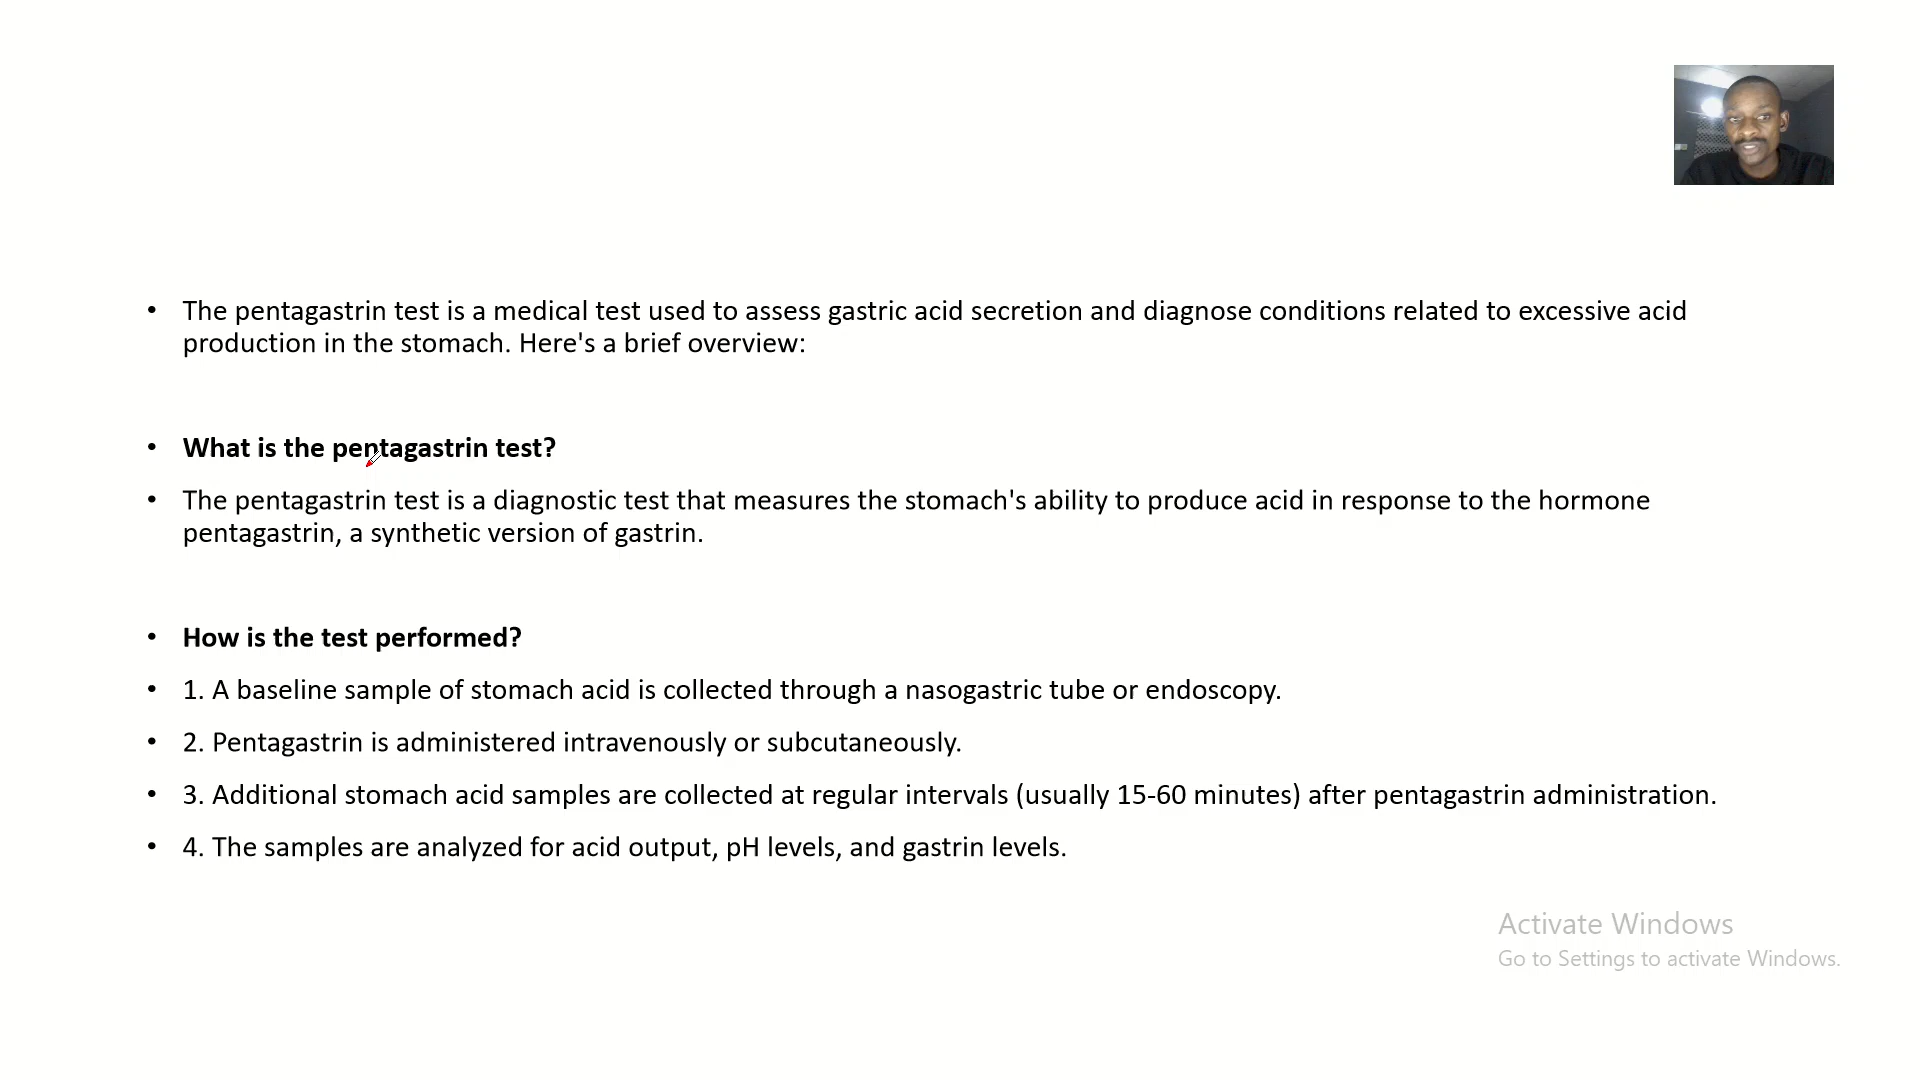 • The pentagastrin test is a medical test used to assess gastric acid secretion and diagnose conditions related to excessive acid
production in the stomach. Here's a brief overview:
• What is the pentagastrin test?
• The pentagastrin test is a diagnostic test that measures the stomach's ability to produce acid in response to the hormone
pentagastrin, a synthetic version of gastrin.
• How is the test performed?
• 1. A baseline sample of stomach acid is collected through a nasogastric tube or endoscopy.
• 2. Pentagastrin is administered intravenously or subcutaneously.
• 3. Additional stomach acid samples are collected at regular intervals (usually 15-60 minutes) after pentagastrin administration.
• 4. The samples are analyzed for acid output, pH levels, and gastrin levels.
Activate Windows
Go to Settings to activate Windows.